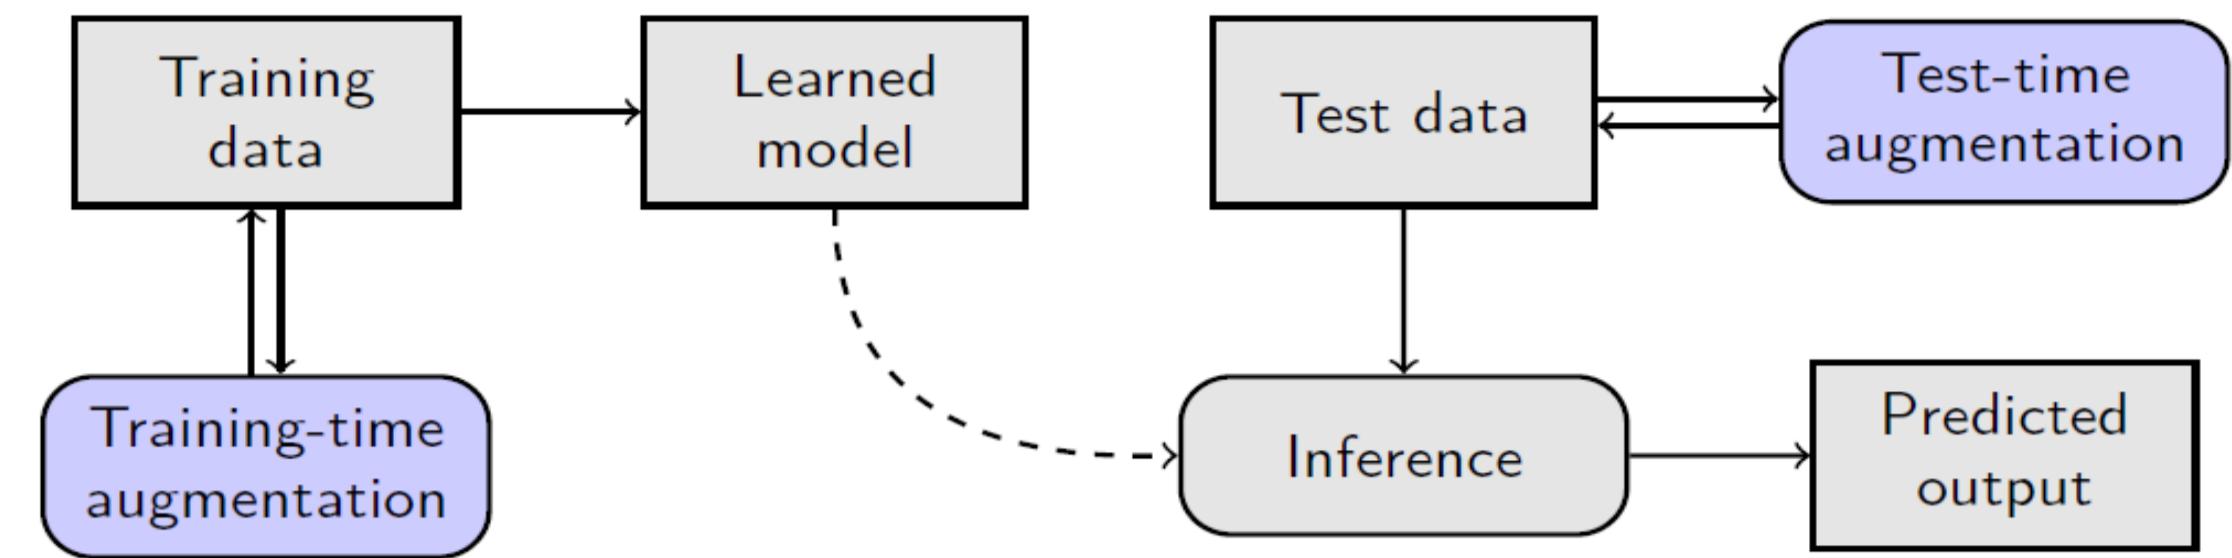 Training
data
Learned
model
Test data
Test-time
augmentation
Training-time
augmentation
Inference
Predicted
output